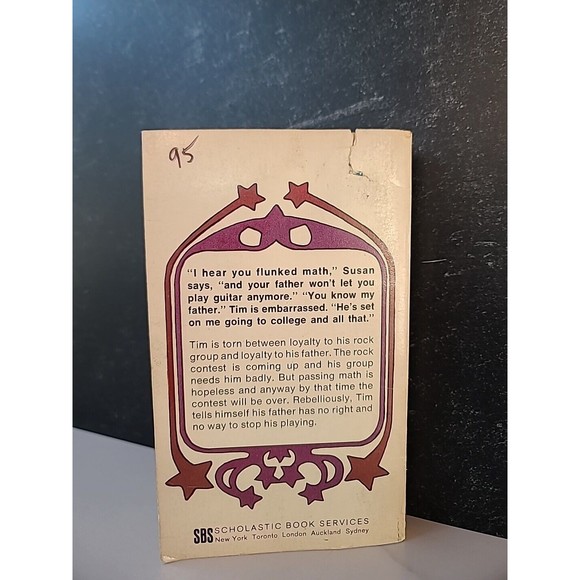 95
"I hear you flunked math," Susan
says, "and your father won't let you
play guitar anymore." "You know my
father." Tim is embarrassed. "He's set
on me going to college and all that."
Tim is torn between loyalty to his rock
group and loyalty to his father. The rock
contest is coming up and his group
needs him badly. But passing math is
hopeless and anyway by that time the
contest will be over. Rebelliously, Tim
tells himself his father has no right and
no way to stop his playing.
SBS SCHOLASTIC BOOK SERVICES
New York Toronto London Auckland Sydney